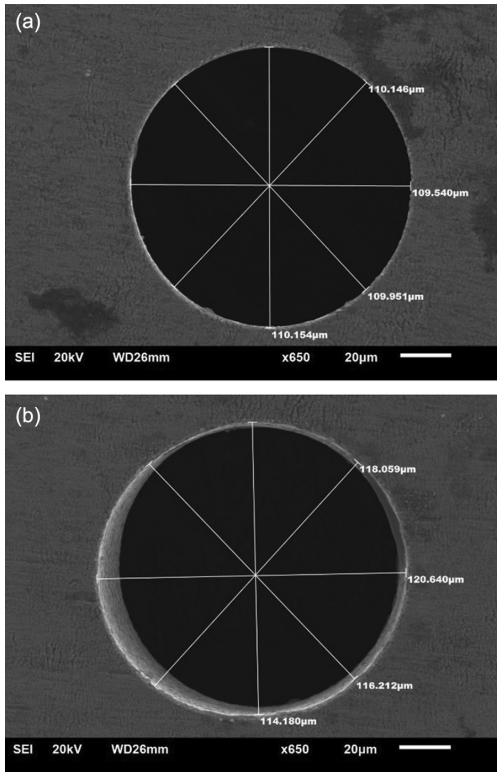 (a)
110.146µm
109.540µm
109.951µm
110.154µm
SEI 20kV WD26mm x650 20µm
(b)
118.059µm
120.640µm
116.212µm
114.180µm
SEI 20kV WD26mm x650 20µm